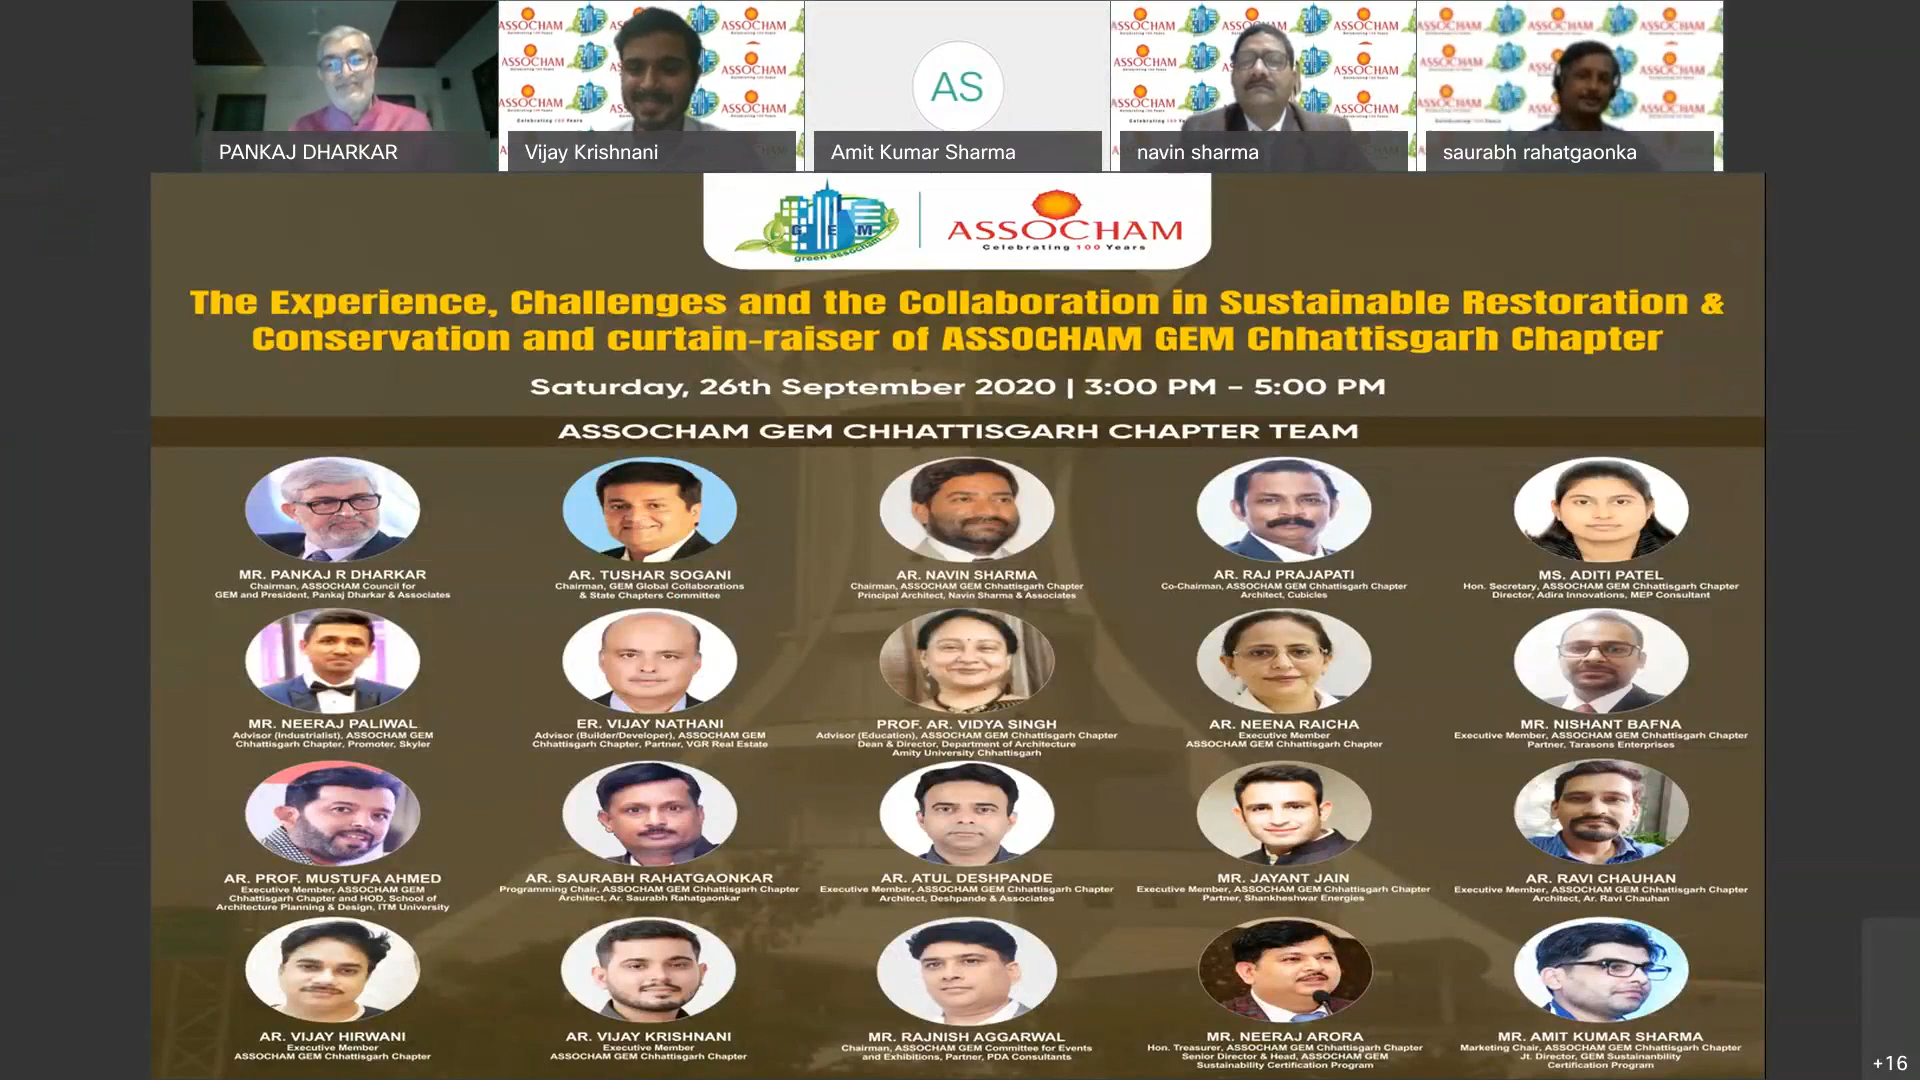 AS
PANKAJ DHARKAR
Vijay Krishnani
Amit Kumar Sharma
navin sharma
saurabh rahatgaonka
GEM
green assocham
ASSOCHAM
Celebrating 100 Years
The Experience, Challenges and the Collaboration in Sustainable Restoration &
Conservation and curtain-raiser of ASSOCHAM GEM Chhattisgarh Chapter
Saturday, 26th September 2020 | 3:00 PM – 5:00 PM
ASSOCHAM GEM CHHATTISGARH CHAPTER TEAM
MR. PANKAJ R DHARKAR
Chairman, ASSOCHAM Council for
GEM and President, Pankaj Dharkar & Associates
AR. TUSHAR SOGANI
Chairman, GEM Global Collaborations
& State Chapters Committee
AR. NAVIN SHARMA
Chairman, ASSOCHAM GEM Chhattisgarh Chapter
Principal Architect, Navin Sharma & Associates
AR. RAJ PRAJAPATI
Co-Chairman, ASSOCHAM GEM Chhattisgarh Chapter
Architect, Cubicles
MS. ADITI PATEL
Hon. Secretary, ASSOCHAM GEM Chhattisgarh Chapter
Director, Adira Innovations, MEP Consultant
MR. NEERAJ PALIWAL
Advisor (Industrialist), ASSOCHAM GEM
Chhattisgarh Chapter, Promoter, Skyler
ER. VIJAY NATHANI
Advisor (Builder/Developer), ASSOCHAM GEM
Chhattisgarh Chapter, Partner, VGR Real Estate
PROF. AR. VIDYA SINGH
Advisor (Education), ASSOCHAM GEM Chhattisgarh Chapter
Dean & Director, Department of Architecture
Amity University Chhattisgarh
AR. NEENA RAICHA
Executive Member
ASSOCHAM GEM Chhattisgarh Chapter
MR. NISHANT BAFNA
Executive Member, ASSOCHAM GEM Chhattisgarh Chapter
Partner, Tarasons Enterprises
AR. PROF. MUSTUFA AHMED
Executive Member, ASSOCHAM GEM
Chhattisgarh Chapter and HOD, School of
Architecture Planning & Design, ITM University
AR. SAURABH RAHATGAONKAR
Programming Chair, ASSOCHAM GEM Chhattisgarh Chapter
Architect, Ar. Saurabh Rahatgaonkar
AR. ATUL DESHPANDE
Executive Member, ASSOCHAM GEM Chhattisgarh Chapter
Architect, Deshpande & Associates
MR. JAYANT JAIN
Executive Member, ASSOCHAM GEM Chhattisgarh Chapter
Partner, Shankheshwar Energies
AR. RAVI CHAUHAN
Executive Member, ASSOCHAM GEM Chhattisgarh Chapter
Architect, Ar. Ravi Chauhan
AR. VIJAY HIRWANI
Executive Member
ASSOCHAM GEM Chhattisgarh Chapter
AR. VIJAY KRISHNANI
Executive Member
ASSOCHAM GEM Chhattisgarh Chapter
MR. RAJNISH AGGARWAL
Chairman, ASSOCHAM GEM Committee for Events
and Exhibitions, Partner, PDA Consultants
MR. NEERAJ ARORA
Hon. Treasurer, ASSOCHAM GEM Chhattisgarh Chapter
Senior Director & Head, ASSOCHAM GEM
Sustainability Certification Program
MR. AMIT KUMAR SHARMA
Marketing Chair, ASSOCHAM GEM Chhattisgarh Chapter
Jt. Director, GEM Sustainanbility
Certification Program
+16